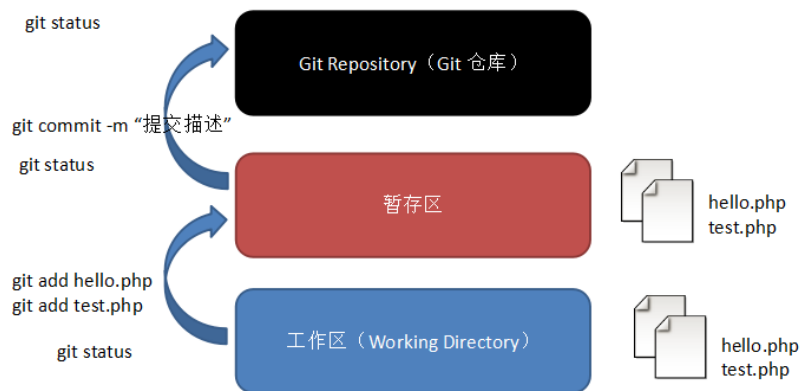 git status
Git Repository（Git 仓库）
git commit -m “提交描述”
git status
暂存区
hello.php
test.php
git add hello.php
git add test.php
工作区（Working Directory）
git status
hello.php
test.php